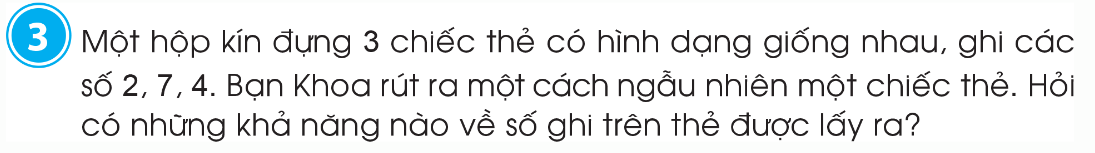 3 Một hộp kín đựng 3 chiếc thẻ có hình dạng giống nhau, ghi các
số 2, 7, 4. Bạn Khoa rút ra một cách ngẫu nhiên một chiếc thẻ. Hỏi
có những khả năng nào về số ghi trên thẻ được lấy ra?